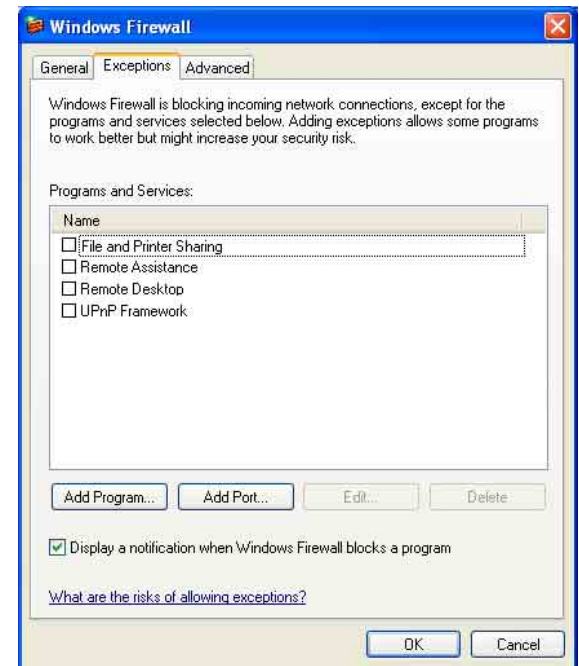 Windows Firewall
General Exceptions Advanced
Windows Firewall is blocking incoming network connections, except for the
programs and services selected below. Adding exceptions allows some programs
to work better but might increase your security risk.
Programs and Services:
Name
File and Printer Sharing
Remote Assistance
Remote Desktop
UPnP Framework
Add Program... Add Port... Edit... Delete
Display a notification when Windows Firewall blocks a program
What are the risks of allowing exceptions?
OK Cancel